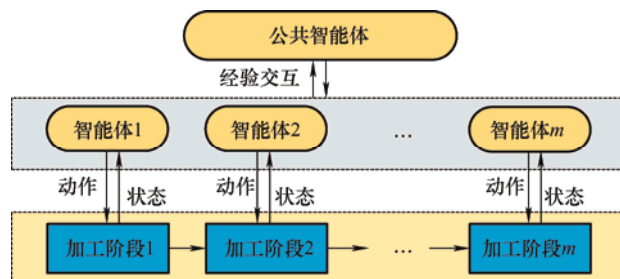 公共智能体
经验交互
智能体1 智能体2 … 智能体m
动作 状态 动作 状态 动作 状态
加工阶段1 加工阶段2 … 加工阶段m